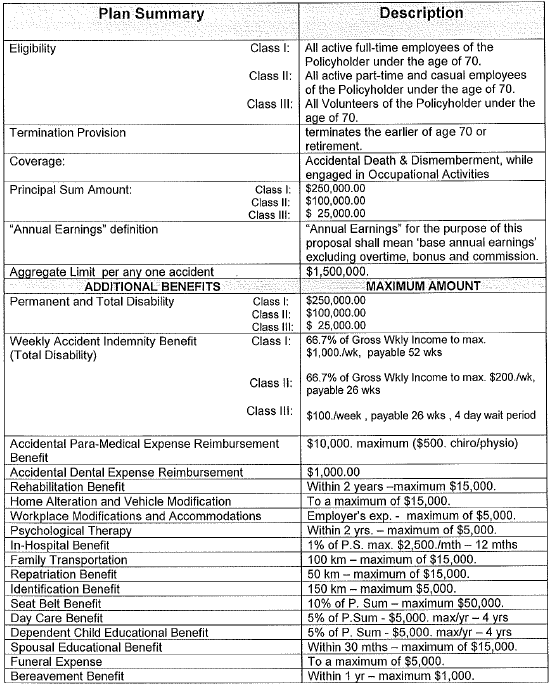 Plan Summary Description
Eligibility Class I: All active full-time employees of the
Policyholder under the age of 70.
Class II: All active part-time and casual employees
of the Policyholder under the age of 70.
Class III: All Volunteers of the Policyholder under the
age of 70.
Termination Provision terminates the earlier of age 70 or
retirement.
Coverage: Accidental Death & Dismemberment, while
engaged in Occupational Activities
Principal Sum Amount: Class I: $250,000.00
Class II: $100,000.00
Class III: $ 25,000.00
"Annual Earnings" definition "Annual Earnings" for the purpose of this
proposal shall mean 'base annual earnings'
excluding overtime, bonus and commission.
Aggregate Limit per any one accident $1,500,000.
ADDITIONAL BENEFITS MAXIMUM AMOUNT
Permanent and Total Disability Class I: $250,000.00
Class II: $100,000.00
Class III: $ 25,000.00
Weekly Accident Indemnity Benefit Class I: 66.7% of Gross Wkly Income to max.
(Total Disability) $1,000./wk, payable 52 wks
Class II: 66.7% of Gross Wkly Income to max. $200./wk,
payable 26 wks
Class III: $100./week , payable 26 wks , 4 day wait period
Accidental Para-Medical Expense Reimbursement $10,000. maximum ($500. chiro/physio)
Benefit
Accidental Dental Expense Reimbursement $1,000.00
Rehabilitation Benefit Within 2 years –maximum $15,000.
Home Alteration and Vehicle Modification To a maximum of $15,000.
Workplace Modifications and Accommodations Employer's exp. - maximum of $5,000.
Psychological Therapy Within 2 yrs. – maximum of $5,000.
In-Hospital Benefit 1% of P.S. max. $2,500./mth – 12 mths
Family Transportation 100 km – maximum of $15,000.
Repatriation Benefit 50 km – maximum of $15,000.
Identification Benefit 150 km – maximum $5,000.
Seat Belt Benefit 10% of P. Sum – maximum $50,000.
Day Care Benefit 5% of P.Sum - $5,000. max/yr – 4 yrs
Dependent Child Educational Benefit 5% of P. Sum - $5,000. max/yr – 4 yrs
Spousal Educational Benefit Within 30 mths – maximum of $15,000.
Funeral Expense To a maximum of $5,000.
Bereavement Benefit Within 1 yr – maximum of $1,000.